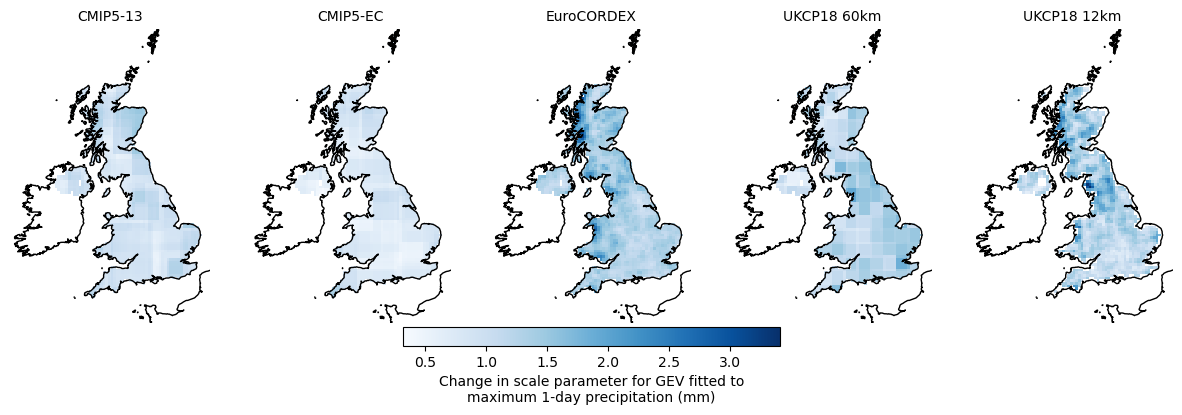 CMIP5-13
CMIP5-EC
EuroCORDEX
UKCP18 60km
UKCP18 12km
0.5
1.0
1.5
2.0
2.5
3.0
Change in scale parameter for GEV fitted to
maximum 1-day precipitation (mm)